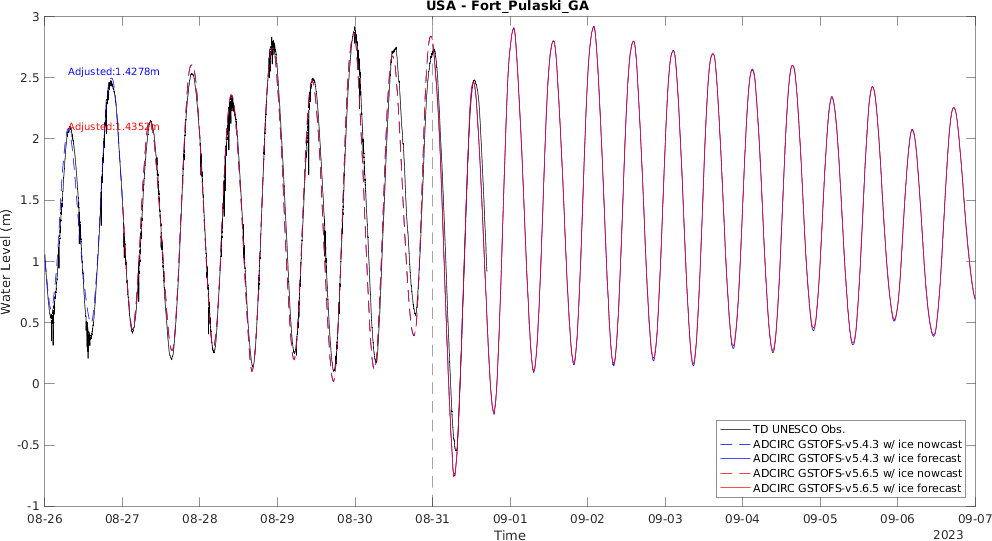 USA - Fort_Pulaski_GA
3
2.5
2
1.5
1
0.5
0
-0.5
-1
Water Level (m)
Adjusted:1.4278m
Adjusted:1.4352m
TD UNESCO Obs.
ADCIRC GSTOFS-v5.4.3 w/ ice nowcast
ADCIRC GSTOFS-v5.4.3 w/ ice forecast
ADCIRC GSTOFS-v5.6.5 w/ ice nowcast
ADCIRC GSTOFS-v5.6.5 w/ ice forecast
08-26 08-27 08-28 08-29 08-30 08-31 09-01 09-02 09-03 09-04 09-05 09-06 09-07
Time
2023